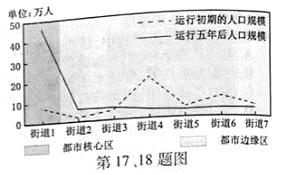 单位：万人
运行初期的人口规模
运行五年后人口规模
50
40
30
20
10
0
街道1 街道2 街道3 街道4 街道5 街道6 街道7
都市核心区 都市边缘区
第17、18题图